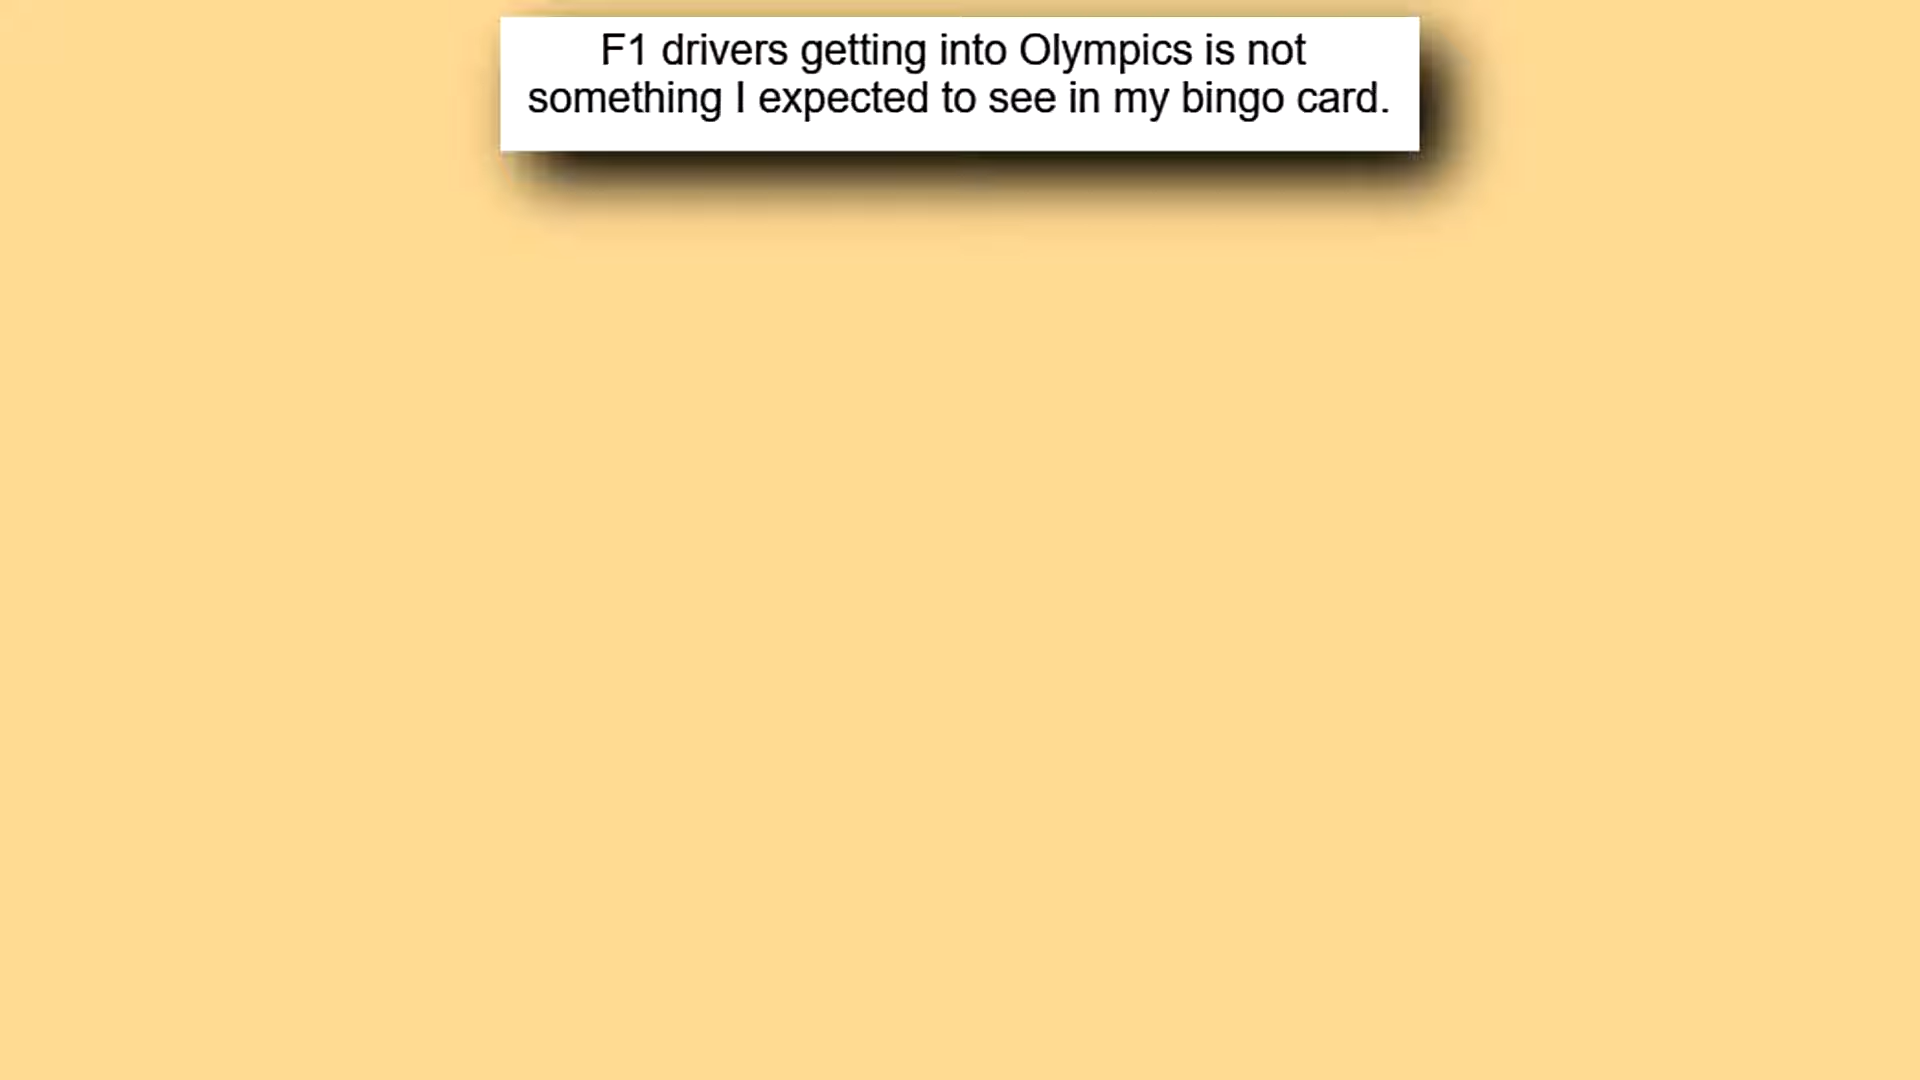 F1 drivers getting into Olympics is not
something I expected to see in my bingo card.